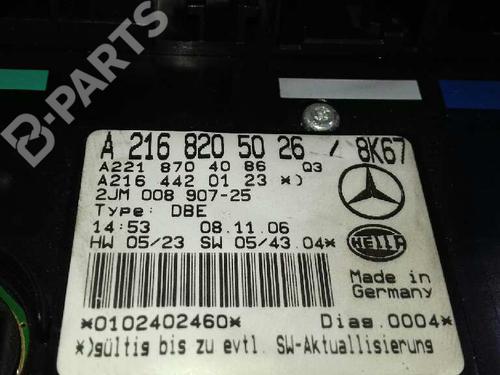 B-PARTS
A 216 820 50 26 / 8K67
A221 870 40 86 Q3
A216 442 01 23 *)
2JM 008 907-25
Type: DBE
14:53 08.11.06
HW 05/23 SW 05/43.04*
HELLA
Made in
Germany
*0102402460* Diag.0004*
*)gültig bis zu evtl. SW-Aktuallisierung